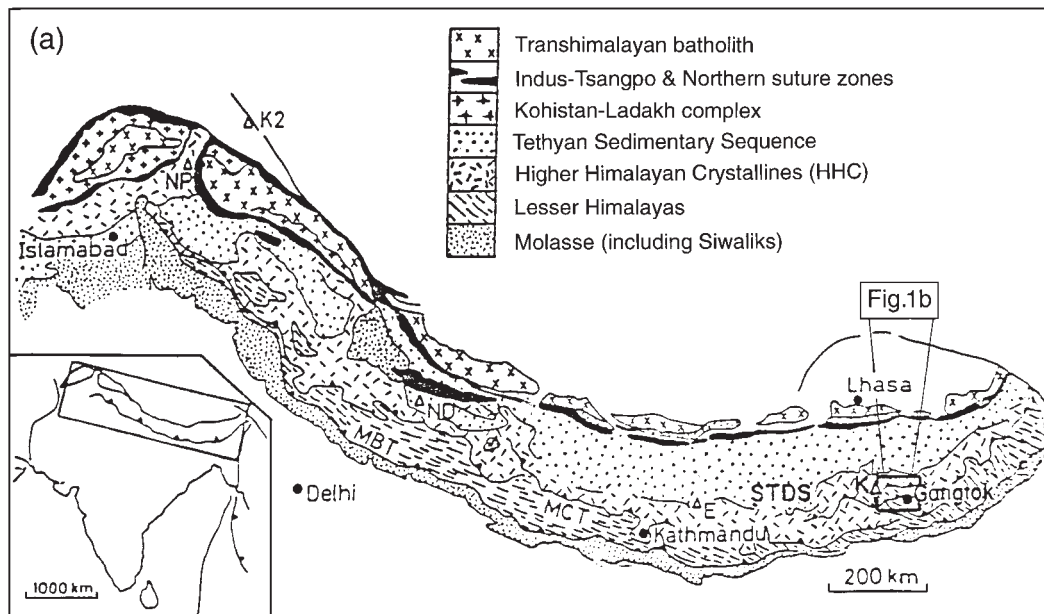 (a)
Transhimalayan batholith
Indus-Tsangpo & Northern suture zones
Kohistan-Ladakh complex
Tethyan Sedimentary Sequence
Higher Himalayan Crystallines (HHC)
Lesser Himalayas
Molasse (including Siwaliks)
K2
NP
Islamabad
Fig.1b
Lhasa
ND
MBT
Delhi
STDS
K
Gangtok
E
MCT
Kathmandu
1000 km
200 km